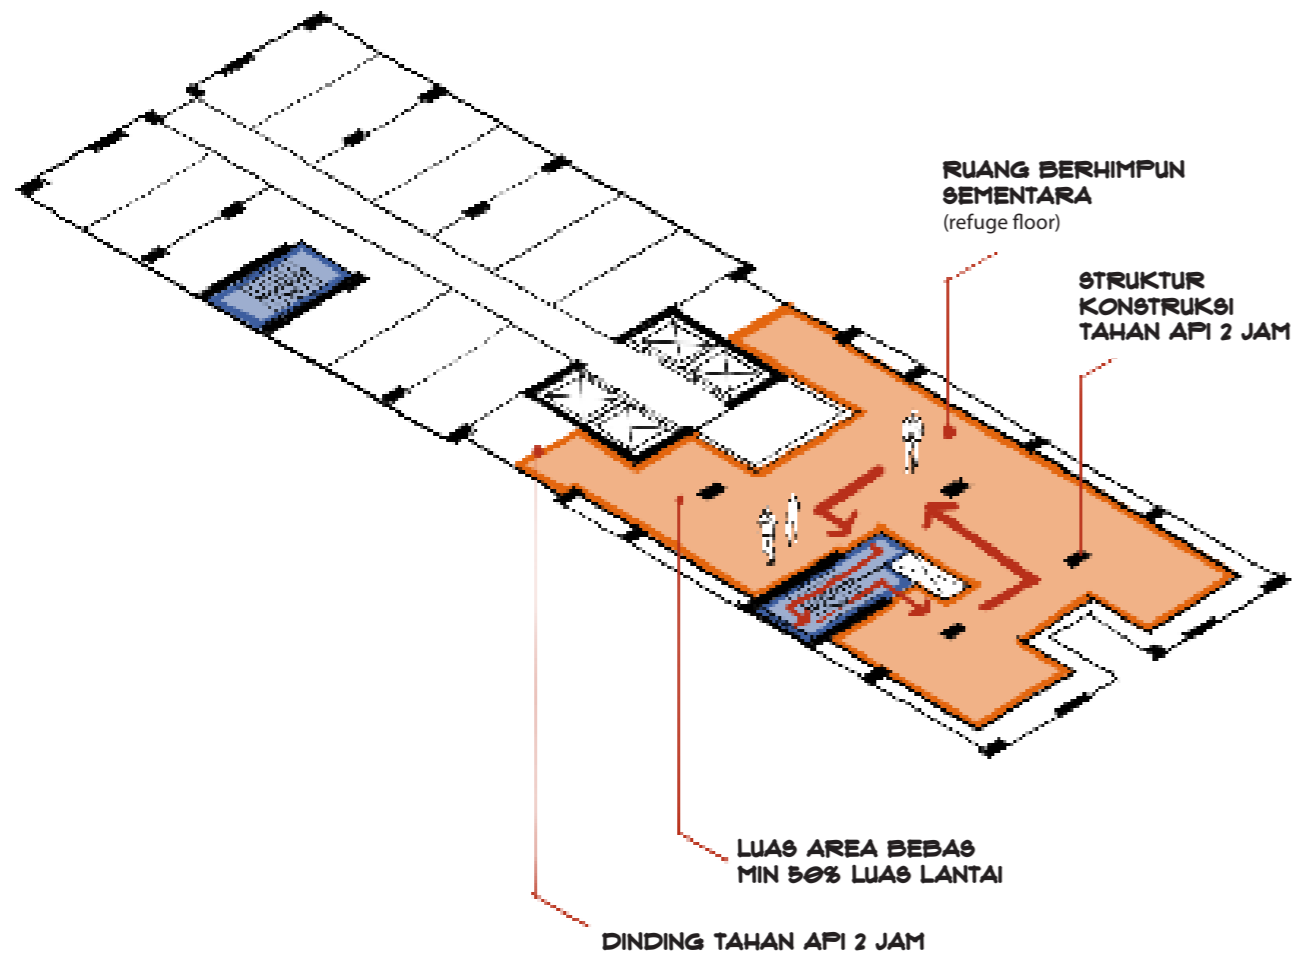 RUANG BERHIMPUN
SEMENTARA
(refuge floor)
STRUKTUR
KONSTRUKSI
TAHAN API 2 JAM
LUAS AREA BEBAS
MIN 50% LUAS LANTAI
DINDING TAHAN API 2 JAM